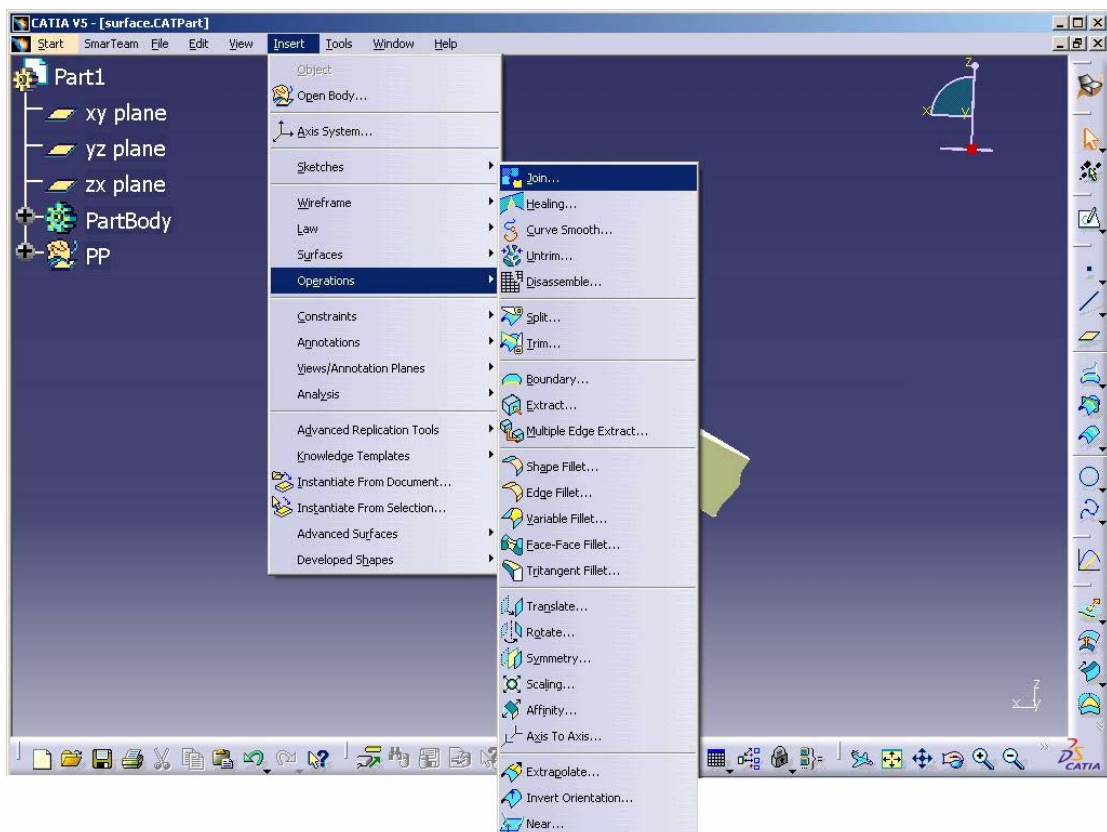 CATIA V5 - [surface.CATPart]
Start SmarTeam File Edit View Insert Tools Window Help
Part1
xy plane
yz plane
zx plane
PartBody
PP
Object
Open Body...
Axis System...
Sketches
Wireframe
Law
Surfaces
Operations
Constraints
Annotations
Views/Annotation Planes
Analysis
Advanced Replication Tools
Knowledge Templates
Instantiate From Document...
Instantiate From Selection...
Advanced Surfaces
Developed Shapes
Join...
Healing...
Curve Smooth...
Untrim...
Disassemble...
Split...
Trim...
Boundary...
Extract...
Multiple Edge Extract...
Shape Fillet...
Edge Fillet...
Variable Fillet...
Face-Face Fillet...
Tritangent Fillet...
Translate...
Rotate...
Symmetry...
Scaling...
Affinity...
Axis To Axis...
Extrapolate...
Invert Orientation...
Near...
z
x
y
z
x
y
CATIA